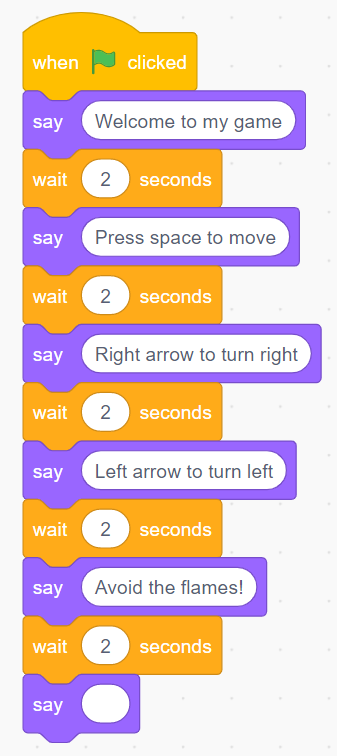 when clicked
say Welcome to my game
wait 2 seconds
say Press space to move
wait 2 seconds
say Right arrow to turn right
wait 2 seconds
say Left arrow to turn left
wait 2 seconds
say Avoid the flames!
wait 2 seconds
say